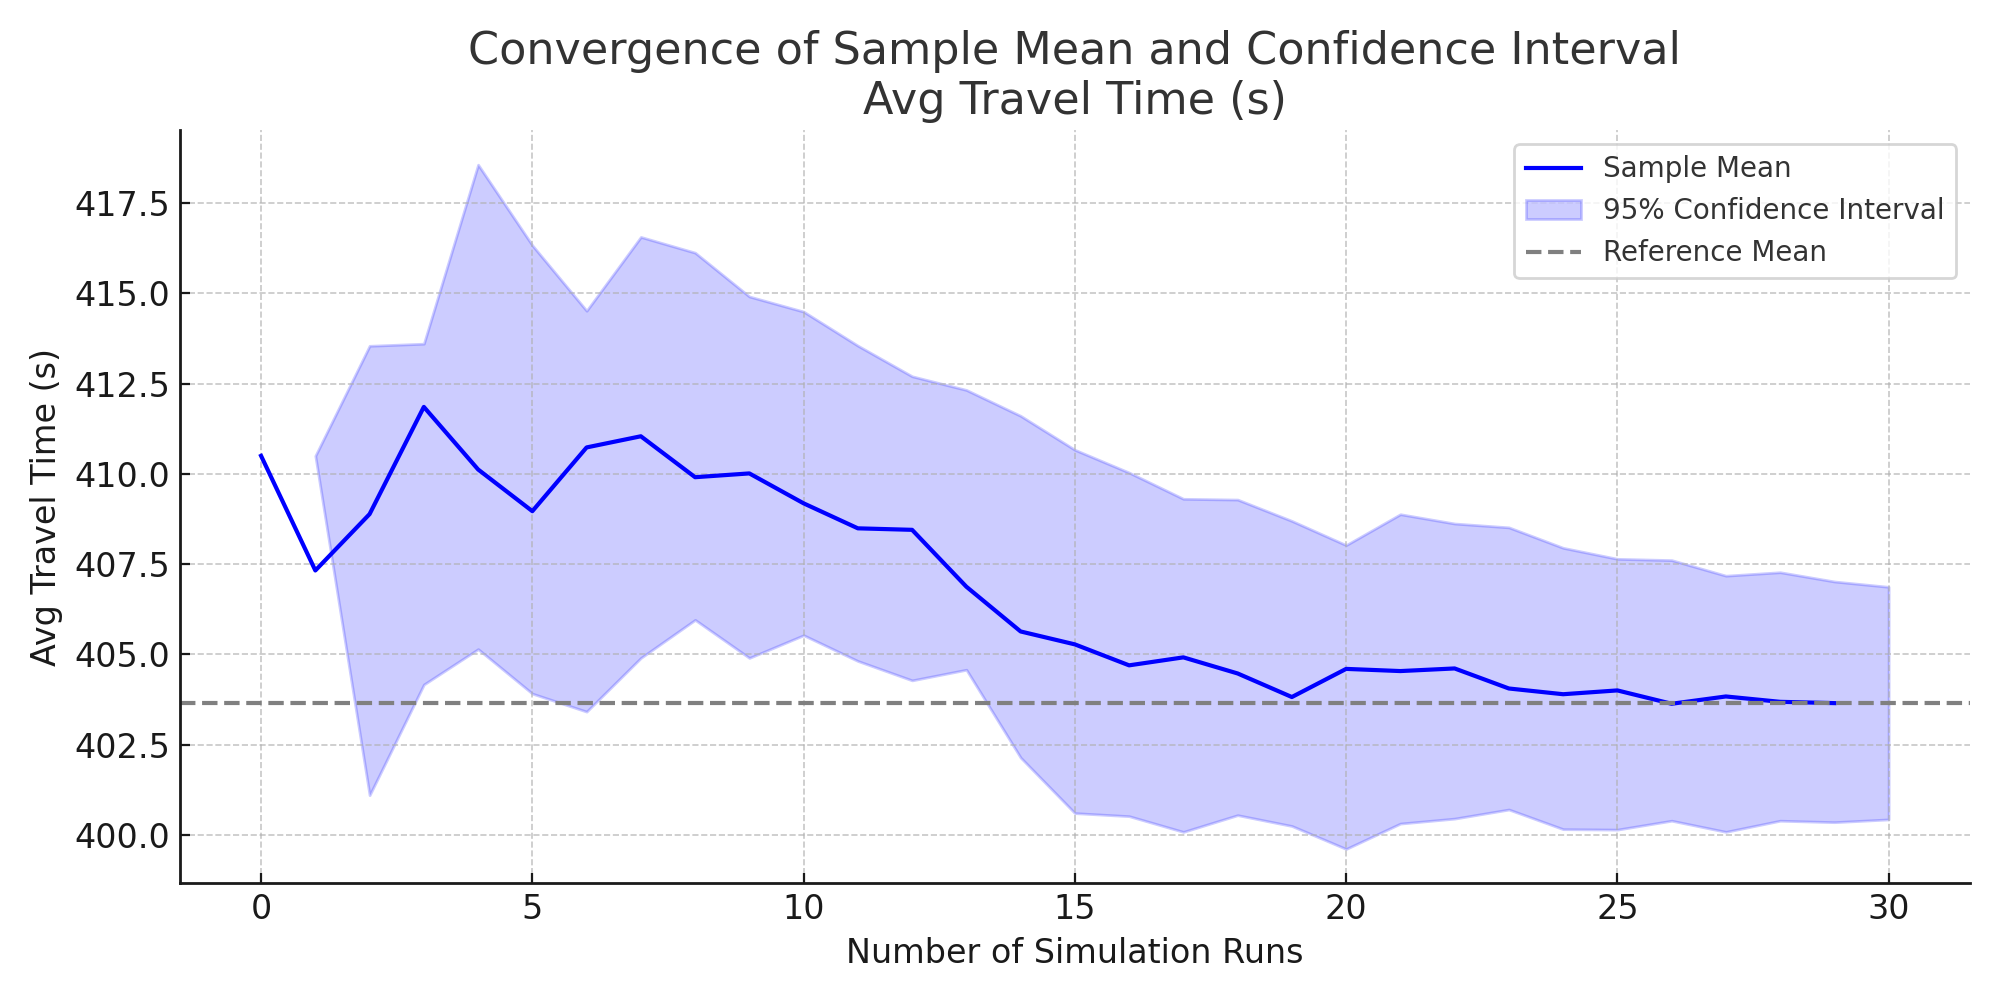 Convergence of Sample Mean and Confidence Interval
Avg Travel Time (s)
Sample Mean
95% Confidence Interval
Reference Mean
Avg Travel Time (s)
417.5
415.0
412.5
410.0
407.5
405.0
402.5
400.0
0 5 10 15 20 25 30
Number of Simulation Runs